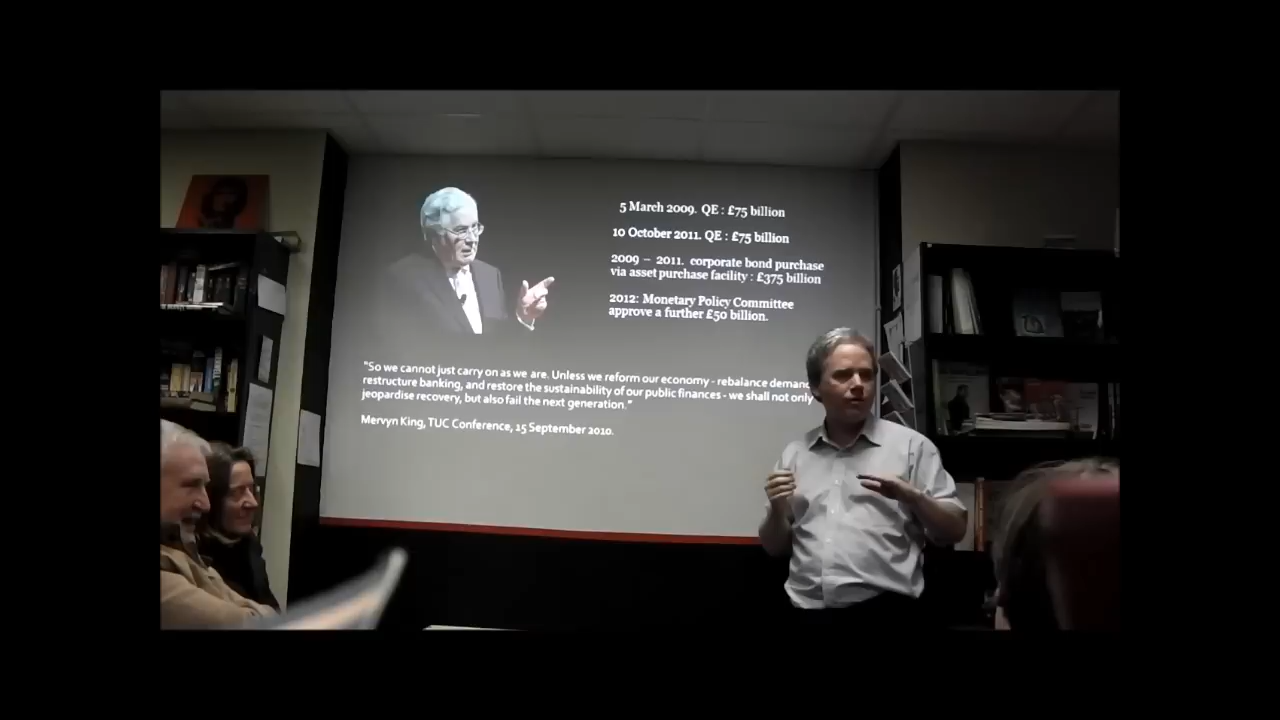 5 March 2009. QE : £75 billion
10 October 2011. QE : £75 billion
2009 – 2011. corporate bond purchase
via asset purchase facility : £375 billion
2012: Monetary Policy Committee
approve a further £50 billion.
"So we cannot just carry on as we are. Unless we reform our economy - rebalance demand,
restructure banking, and restore the sustainability of our public finances - we shall not only
jeopardise recovery, but also fail the next generation."
Mervyn King, TUC Conference, 15 September 2010.